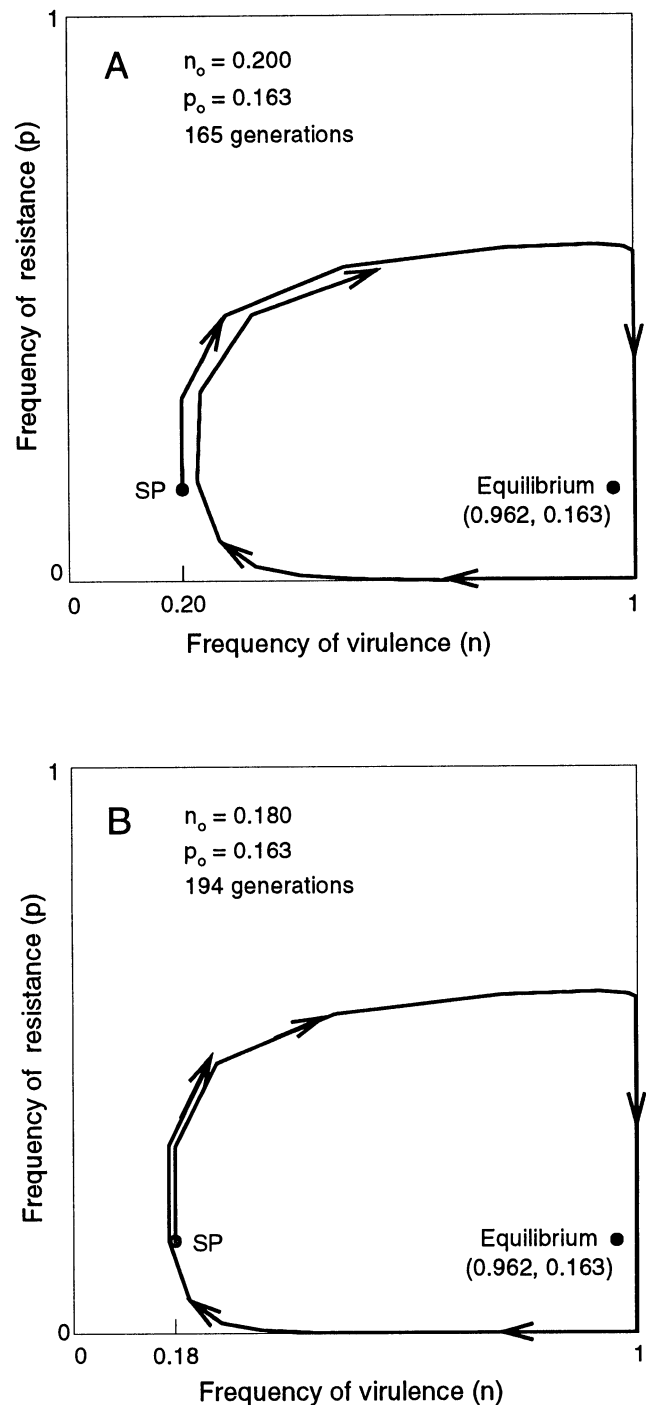 1
A
n₀ = 0.200
p₀ = 0.163
165 generations
Frequency of resistance (p)
SP
Equilibrium
(0.962, 0.163)
0
0
0.20
1
Frequency of virulence (n)
1
B
n₀ = 0.180
p₀ = 0.163
194 generations
Frequency of resistance (p)
SP
Equilibrium
(0.962, 0.163)
0
0
0.18
1
Frequency of virulence (n)